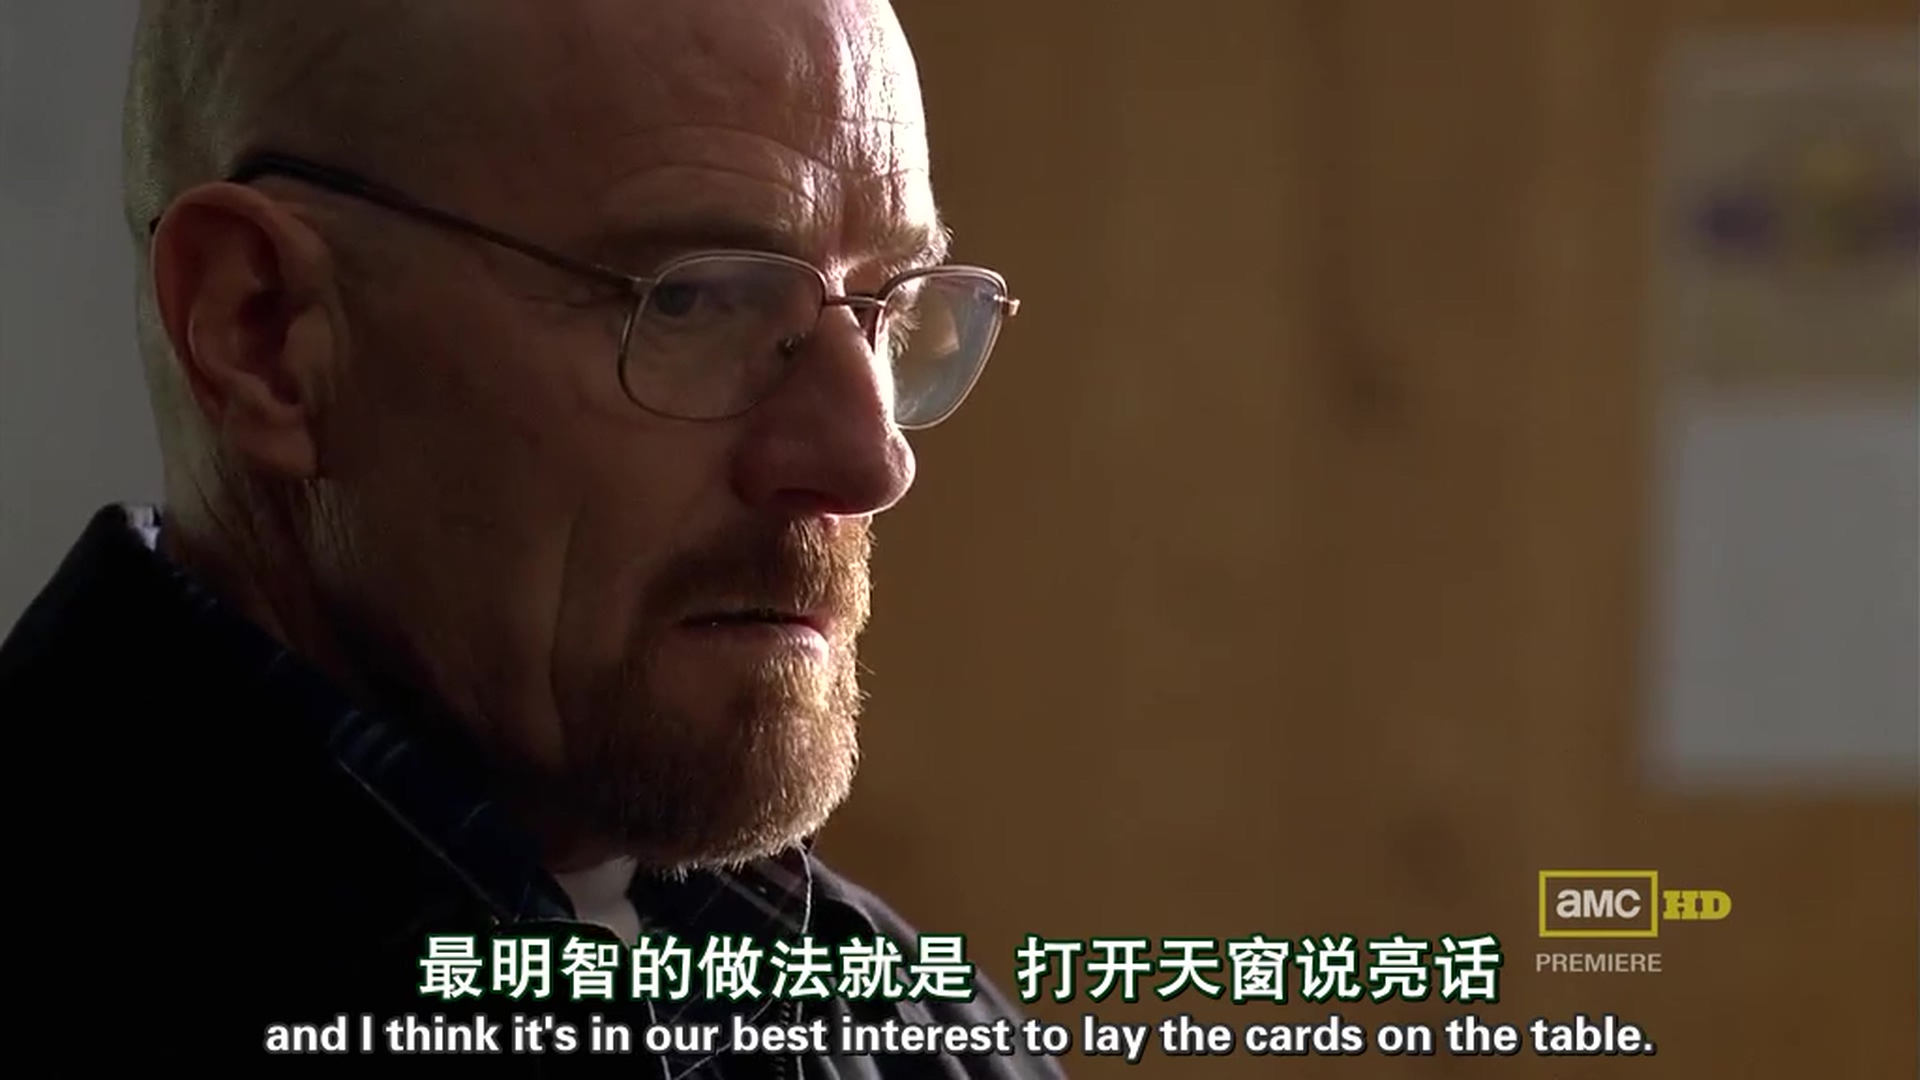 aMC HD
PREMIERE
最明智的做法就是 打开天窗说亮话
and I think it's in our best interest to lay the cards on the table.